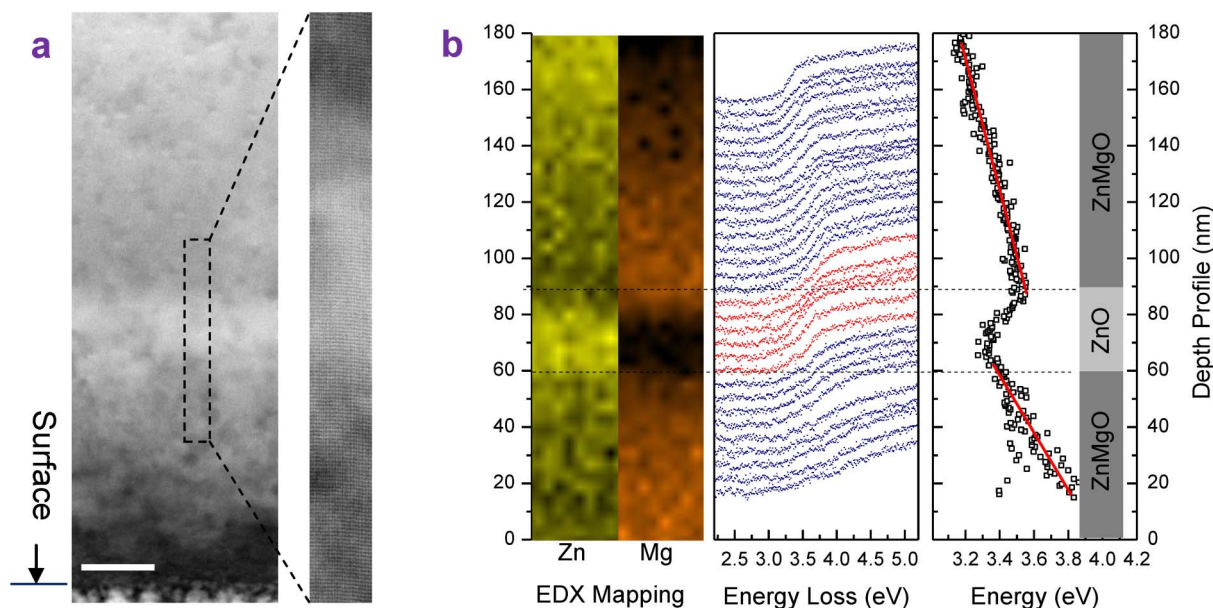 a
Surface
b
180
160
140
120
100
80
60
40
20
0
Zn
Mg
EDX Mapping
2.5 3.0 3.5 4.0 4.5 5.0
Energy Loss (eV)
3.2 3.4 3.6 3.8 4.0 4.2
Energy (eV)
ZnMgO
ZnO
ZnMgO
180
160
140
120
100
80
60
40
20
0
Depth Profile (nm)